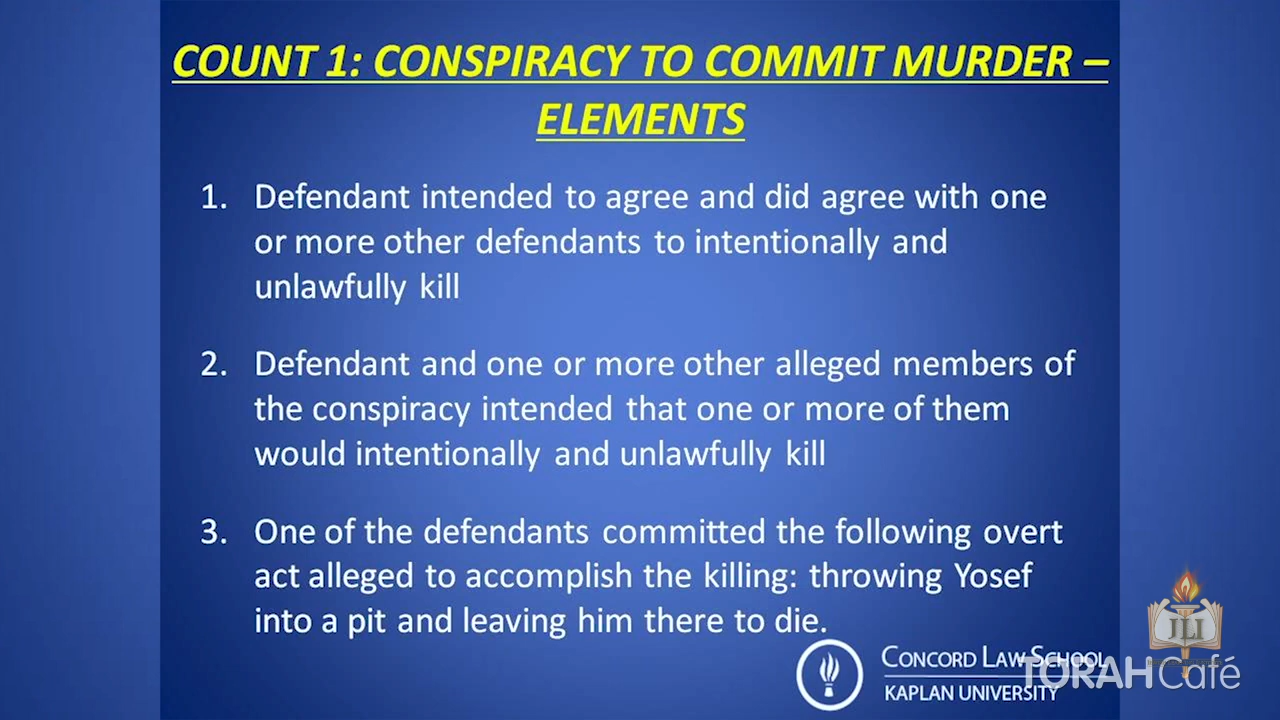 COUNT 1: CONSPIRACY TO COMMIT MURDER –
ELEMENTS
1. Defendant intended to agree and did agree with one
or more other defendants to intentionally and
unlawfully kill
2. Defendant and one or more other alleged members of
the conspiracy intended that one or more of them
would intentionally and unlawfully kill
3. One of the defendants committed the following overt
act alleged to accomplish the killing: throwing Yosef
into a pit and leaving him there to die.
JLI
CONCORD LAW SCHOOL
TORAHCafé
KAPLAN UNIVERSITY